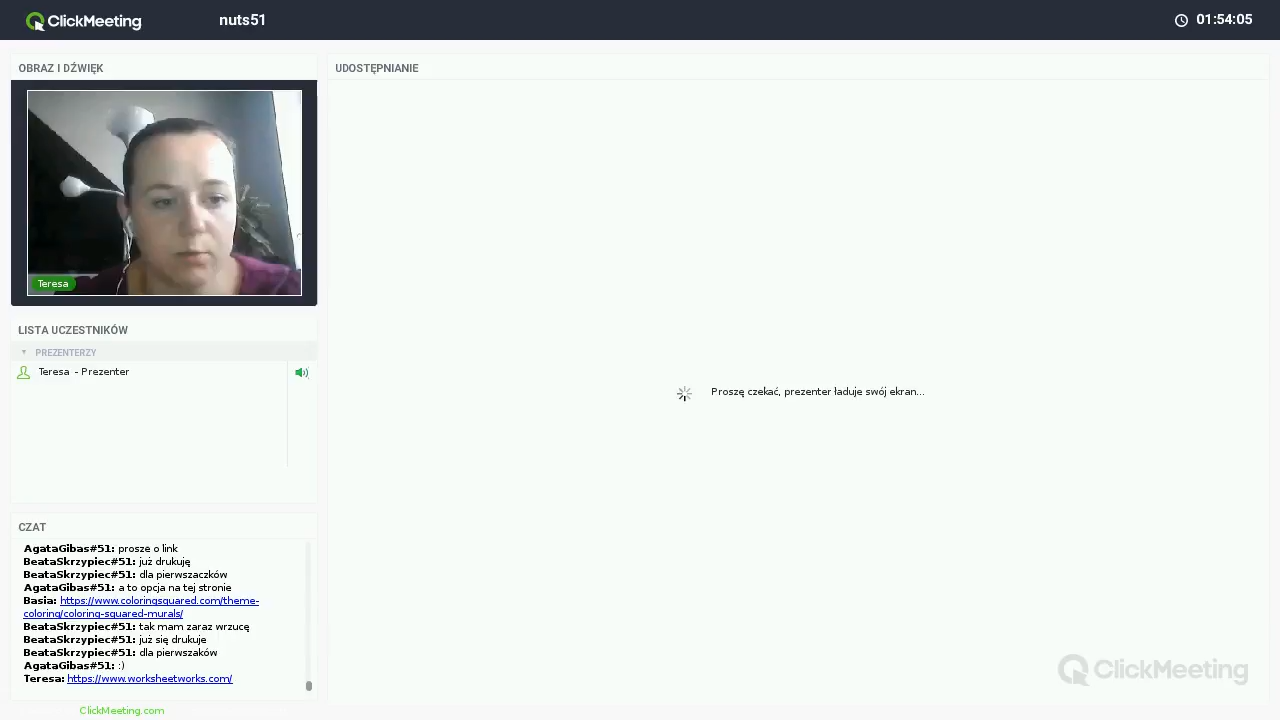 ClickMeeting
nuts51
01:54:05
OBRAZ I DŹWIĘK
Teresa
LISTA UCZESTNIKÓW
PREZENTERZY
Teresa - Prezenter
CZAT
AgataGibas#51: prosze o link
BeataSkrzypiec#51: już drukuję
BeataSkrzypiec#51: dla pierwszaczków
AgataGibas#51: a to opcja na tej stronie
Basia: https://www.coloringsquared.com/theme-
coloring/coloring-squared-murals/
BeataSkrzypiec#51: tak mam zaraz wrzucę
BeataSkrzypiec#51: już się drukuje
BeataSkrzypiec#51: dla pierwszaków
AgataGibas#51: :)
Teresa: https://www.worksheetworks.com/
ClickMeeting.com
UDOSTĘPNIANIE
Proszę czekać, prezenter ładuje swój ekran...
ClickMeeting